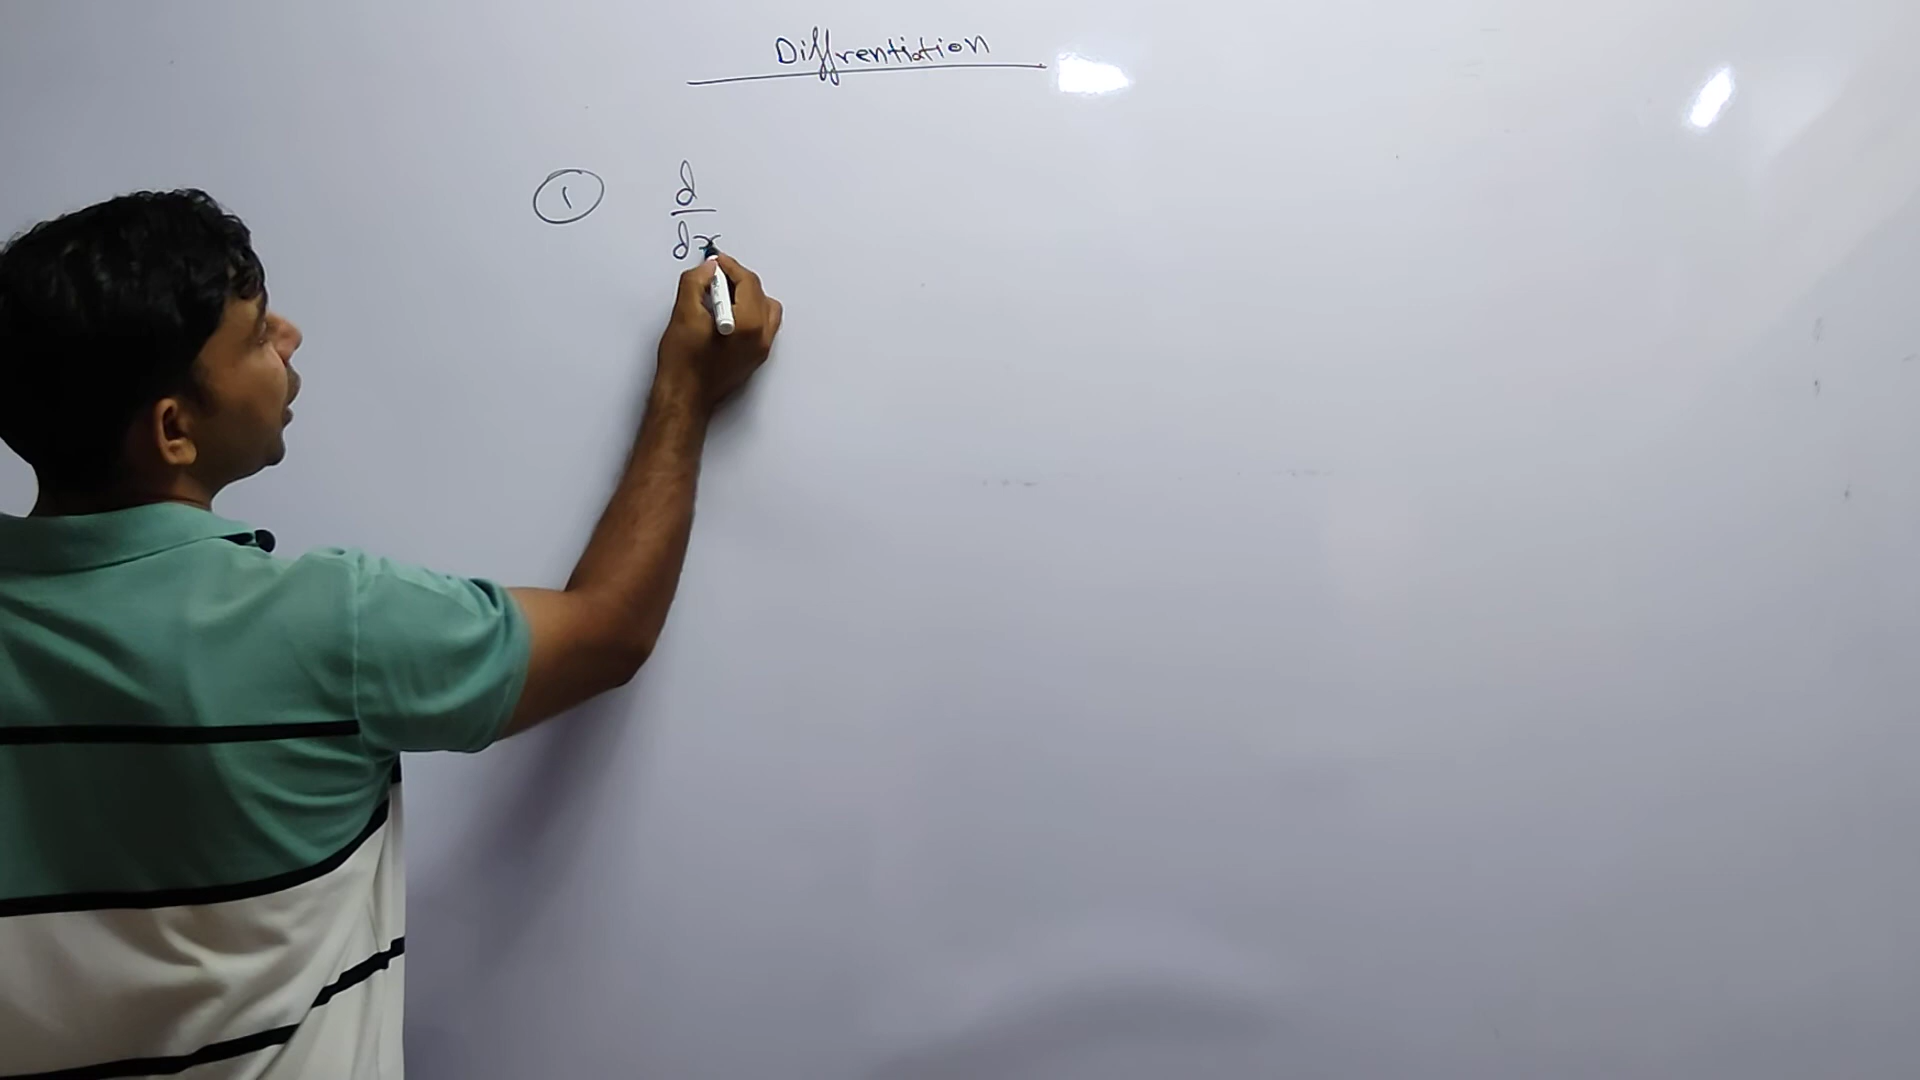 Diffrentiation
① d
dx